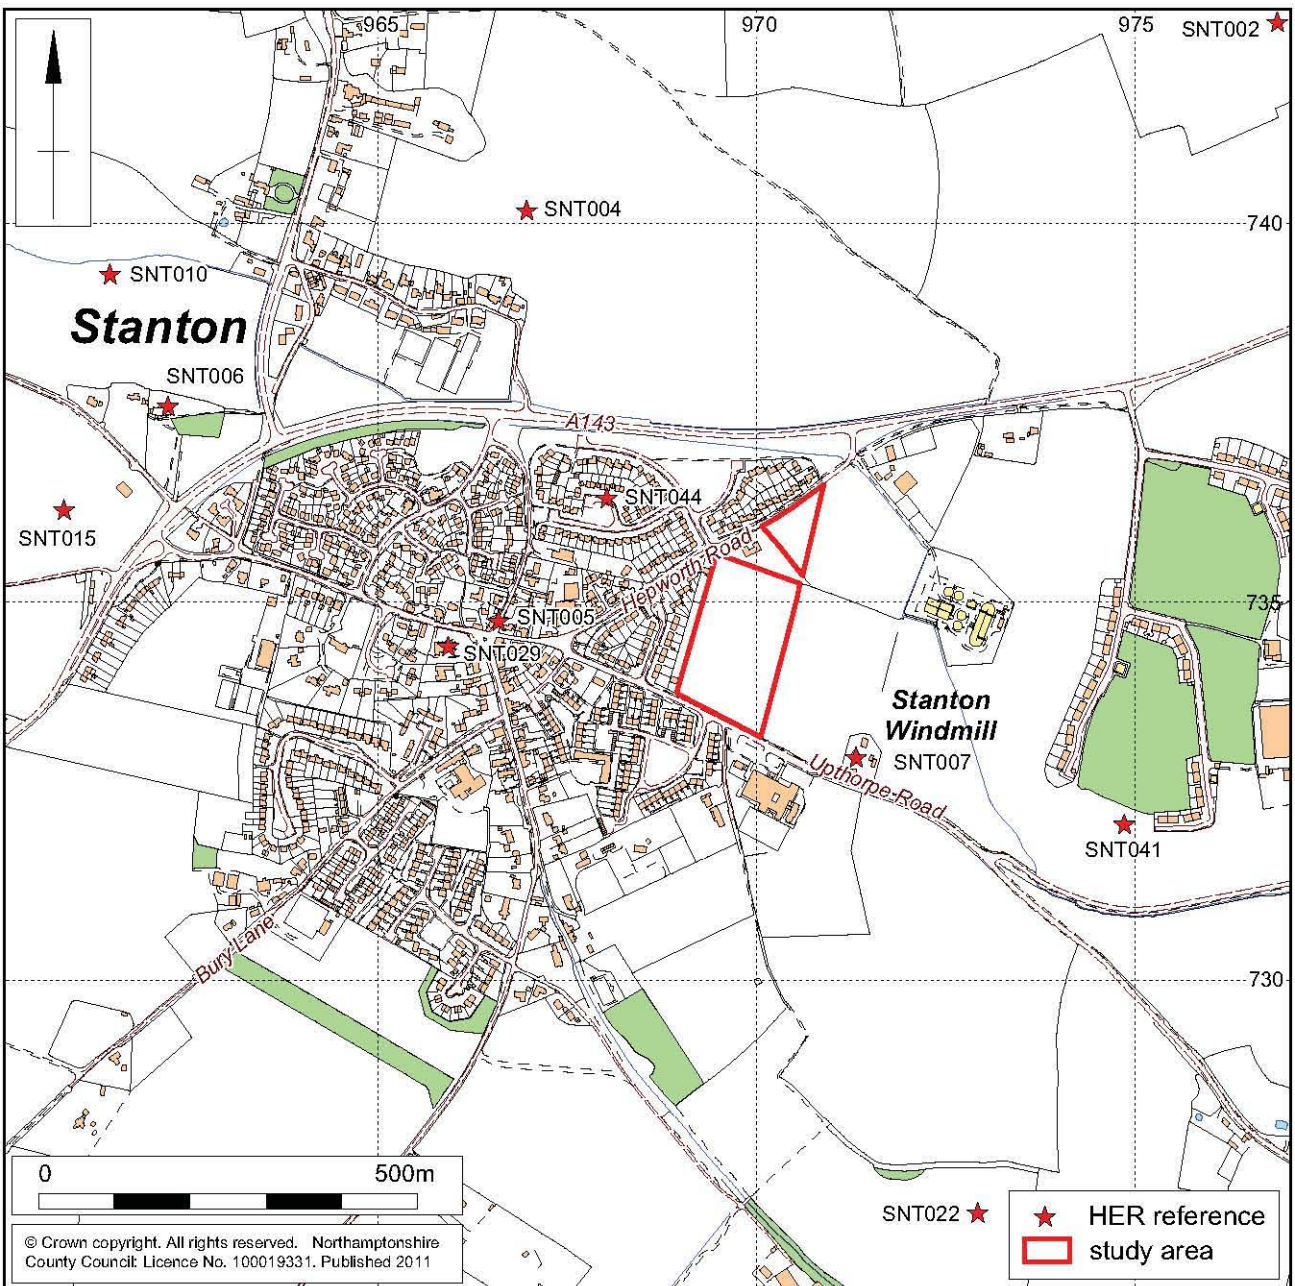 965
970
975
SNT002
SNT004
740
SNT010
Stanton
SNT006
A143
SNT044
SNT015
Hepworth Road
735
SNT005
SNT029
Stanton
Windmill
SNT007
Upthorpe Road
SNT041
Bury Lane
730
0 500m
SNT022
HER reference
study area
© Crown copyright. All rights reserved. Northamptonshire
County Council: Licence No. 100019331. Published 2011